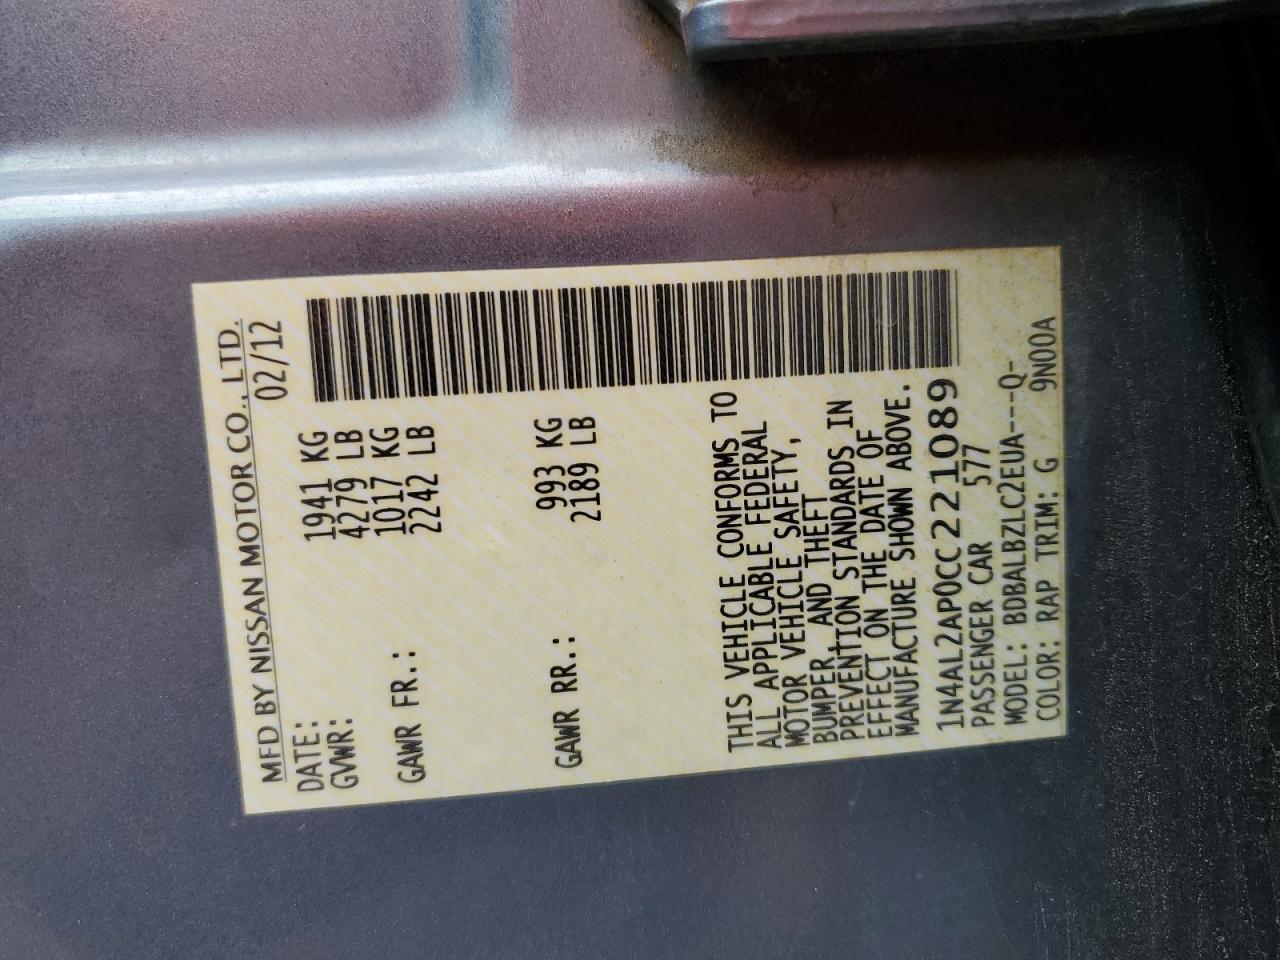 MFD BY NISSAN MOTOR CO., LTD.
DATE: 02/12
GVWR: 1941 KG
4279 LB
GAWR FR.: 1017 KG
2242 LB
GAWR RR.: 993 KG
2189 LB
THIS VEHICLE CONFORMS TO
ALL APPLICABLE FEDERAL
MOTOR VEHICLE SAFETY,
BUMPER, AND THEFT
PREVENTION STANDARDS IN
EFFECT ON THE DATE OF
MANUFACTURE SHOWN ABOVE.
1N4AL2AP0CC221089
PASSENGER CAR 577
MODEL: BDBALBZLC2EUA---Q-
COLOR: RAP TRIM: G 9N00A